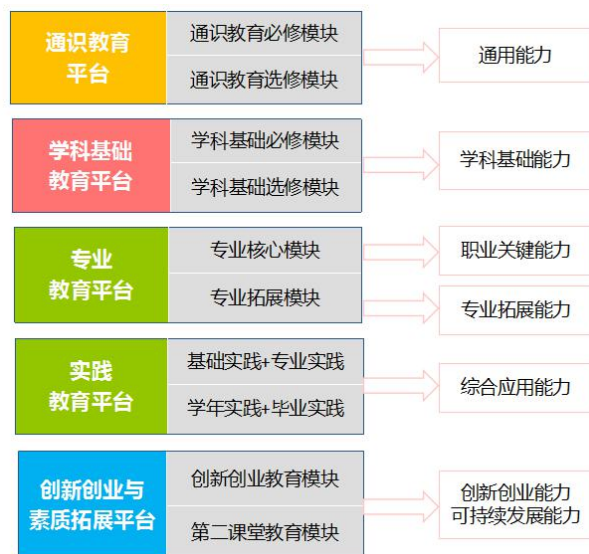 通识教育
平台
通识教育必修模块
通识教育选修模块
通用能力
学科基础
教育平台
学科基础必修模块
学科基础选修模块
学科基础能力
专业
教育平台
专业核心模块
专业拓展模块
职业关键能力
专业拓展能力
实践
教育平台
基础实践+专业实践
学年实践+毕业实践
综合应用能力
创新创业与
素质拓展平台
创新创业教育模块
第二课堂教育模块
创新创业能力
可持续发展能力